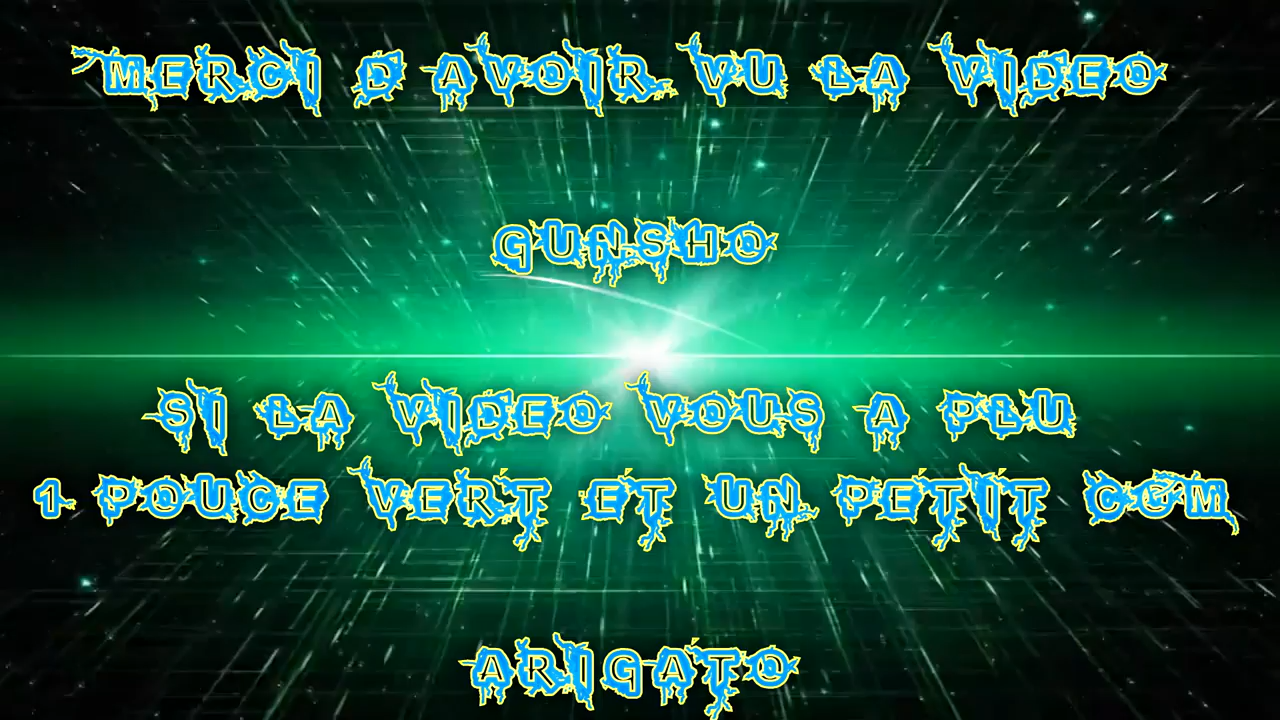 MERCI D AVOIR VU LA VIDEO
GUNSHO
SI LA VIDEO VOUS A PLU
1 POUCE VERT ET UN PETIT COM
ARIGATO